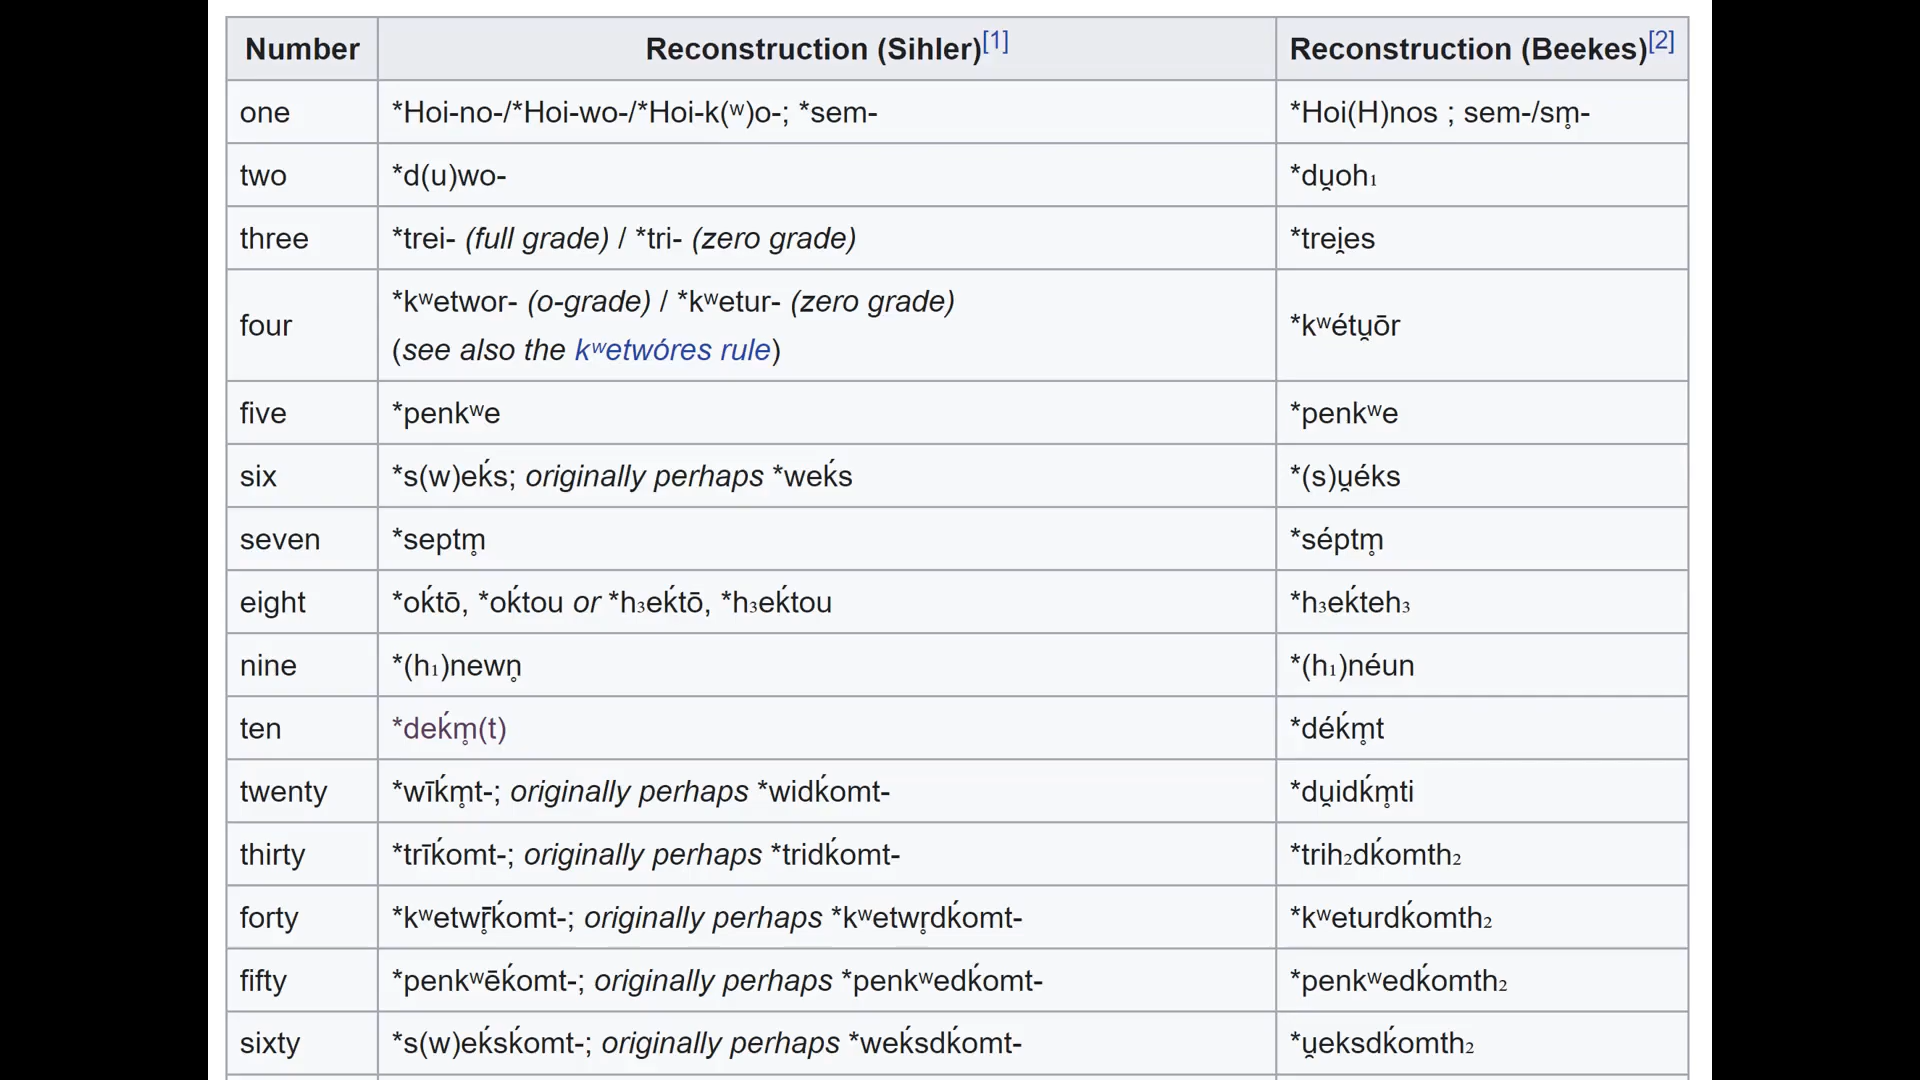 Number Reconstruction (Sihler)[1] Reconstruction (Beekes)[2]
one *Hoi-no-/*Hoi-wo-/*Hoi-k(ʷ)o-; *sem- *Hoi(H)nos ; sem-/sm̥-
two *d(u)wo- *du̯oh₁
three *trei- (full grade) / *tri- (zero grade) *trei̯es
four *kʷetwor- (o-grade) / *kʷetur- (zero grade) *kʷétu̯ōr
(see also the kʷetwóres rule)
five *penkʷe *penkʷe
six *s(w)eḱs; originally perhaps *weḱs *(s)u̯éks
seven *septm̥ *séptm̥
eight *oḱtō, *oḱtou or *h₃eḱtō, *h₃eḱtou *h₃eḱteh₃
nine *(h₁)newn̥ *(h₁)néun
ten *deḱm̥(t) *déḱm̥t
twenty *wīḱm̥t-; originally perhaps *widḱomt- *du̯idḱm̥ti
thirty *trīḱomt-; originally perhaps *tridḱomt- *trih₂dḱomth₂
forty *kʷetwr̥̄ḱomt-; originally perhaps *kʷetwr̥dḱomt- *kʷeturdḱomth₂
fifty *penkʷēḱomt-; originally perhaps *penkʷedḱomt- *penkʷedḱomth₂
sixty *s(w)eḱsḱomt-; originally perhaps *weḱsdḱomt- *u̯eksdḱomth₂